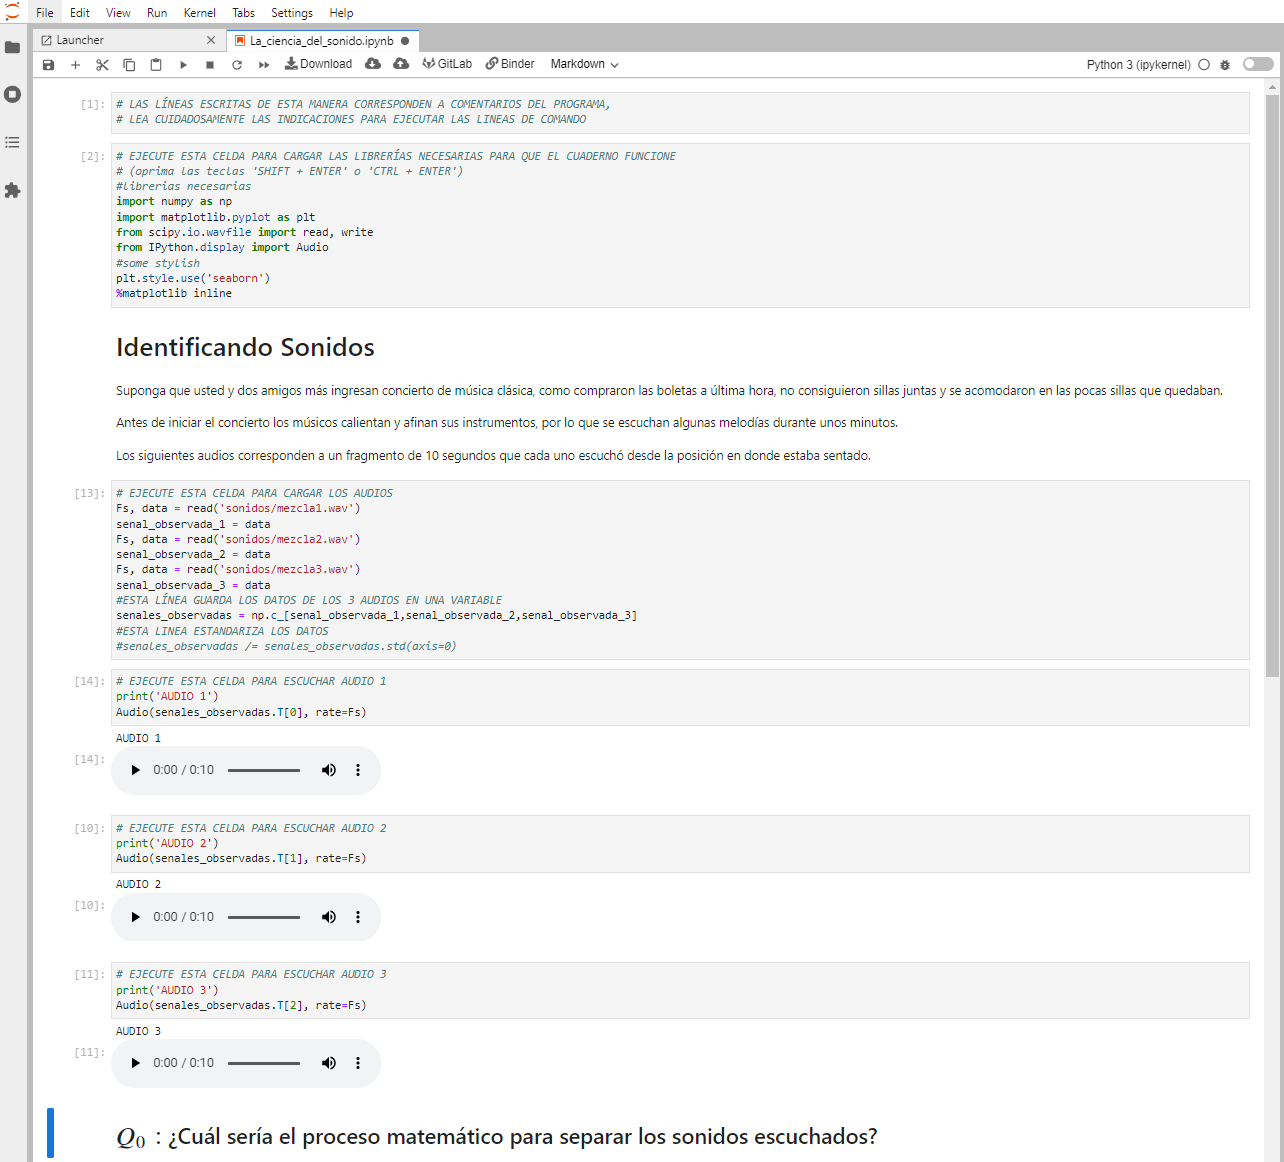 File Edit View Run Kernel Tabs Settings Help
Launcher
La_ciencia_del_sonido.ipynb
Download GitLab Binder Markdown Python 3 (ipykernel)
[1]: # LAS LÍNEAS ESCRITAS DE ESTA MANERA CORRESPONDEN A COMENTARIOS DEL PROGRAMA,
# LEA CUIDADOSAMENTE LAS INDICACIONES PARA EJECUTAR LAS LINEAS DE COMANDO
[2]: # EJECUTE ESTA CELDA PARA CARGAR LAS LIBRERÍAS NECESARIAS PARA QUE EL CUADERNO FUNCIONE
# (oprima las teclas 'SHIFT + ENTER' o 'CTRL + ENTER')
#librerias necesarias
import numpy as np
import matplotlib.pyplot as plt
from scipy.io.wavfile import read, write
from IPython.display import Audio
#some stylish
plt.style.use('seaborn')
%matplotlib inline
Identificando Sonidos
Suponga que usted y dos amigos más ingresan concierto de música clásica, como compraron las boletas a última hora, no consiguieron sillas juntas y se acomodaron en las pocas sillas que quedaban.
Antes de iniciar el concierto los músicos calientan y afinan sus instrumentos, por lo que se escuchan algunas melodías durante unos minutos.
Los siguientes audios corresponden a un fragmento de 10 segundos que cada uno escuchó desde la posición en donde estaba sentado.
[13]: # EJECUTE ESTA CELDA PARA CARGAR LOS AUDIOS
Fs, data = read('sonidos/mezcla1.wav')
senal_observada_1 = data
Fs, data = read('sonidos/mezcla2.wav')
senal_observada_2 = data
Fs, data = read('sonidos/mezcla3.wav')
senal_observada_3 = data
#ESTA LÍNEA GUARDA LOS DATOS DE LOS 3 AUDIOS EN UNA VARIABLE
senales_observadas = np.c_[senal_observada_1,senal_observada_2,senal_observada_3]
#ESTA LINEA ESTANDARIZA LOS DATOS
#senales_observadas /= senales_observadas.std(axis=0)
[14]: # EJECUTE ESTA CELDA PARA ESCUCHAR AUDIO 1
print('AUDIO 1')
Audio(senales_observadas.T[0], rate=Fs)
AUDIO 1
[14]: 0:00 / 0:10
[10]: # EJECUTE ESTA CELDA PARA ESCUCHAR AUDIO 2
print('AUDIO 2')
Audio(senales_observadas.T[1], rate=Fs)
AUDIO 2
[10]: 0:00 / 0:10
[11]: # EJECUTE ESTA CELDA PARA ESCUCHAR AUDIO 3
print('AUDIO 3')
Audio(senales_observadas.T[2], rate=Fs)
AUDIO 3
[11]: 0:00 / 0:10
Q0 : ¿Cuál sería el proceso matemático para separar los sonidos escuchados?